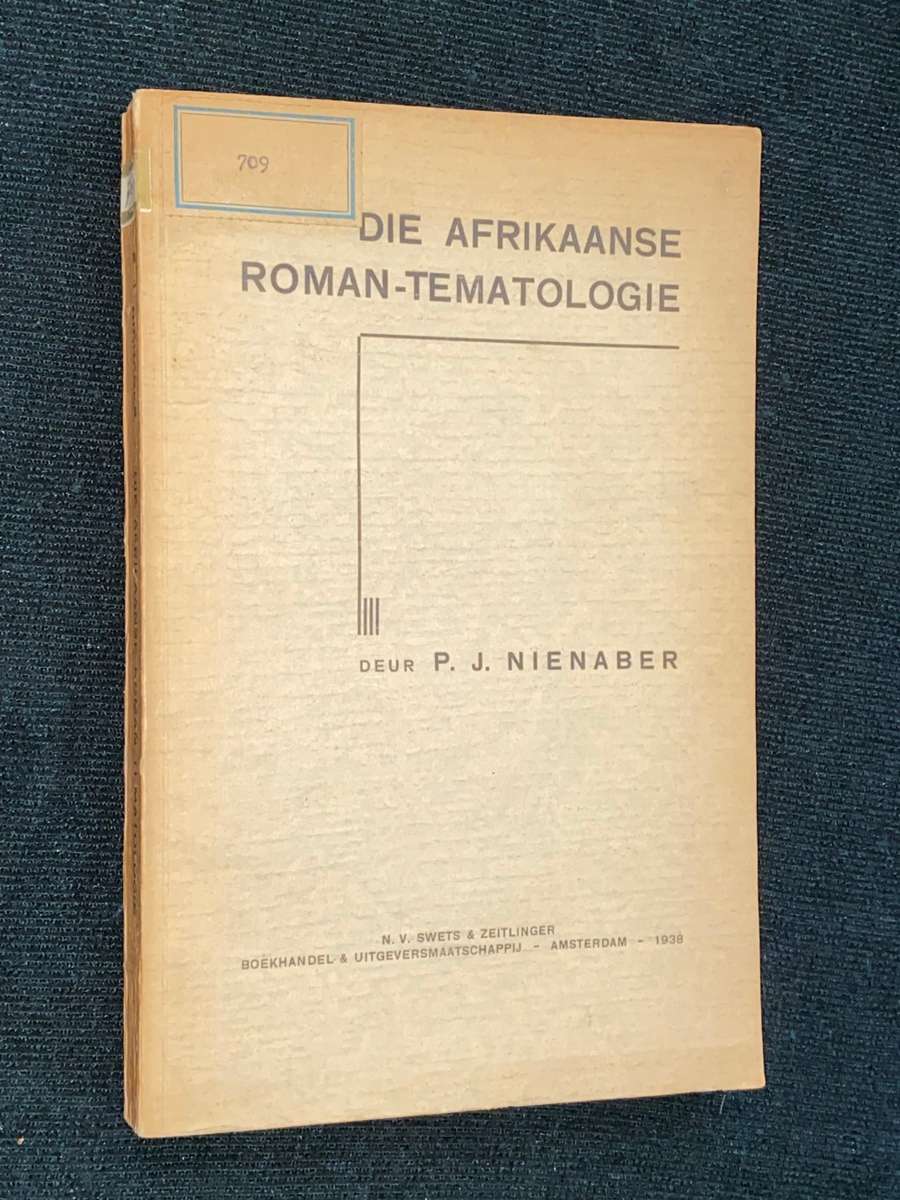 709
DIE AFRIKAANSE
ROMAN-TEMATOLOGIE
DEUR P. J. NIENABER
N. V. SWETS & ZEITLINGER
BOEKHANDEL & UITGEVERSMAATSCHAPPIJ - AMSTERDAM - 1938